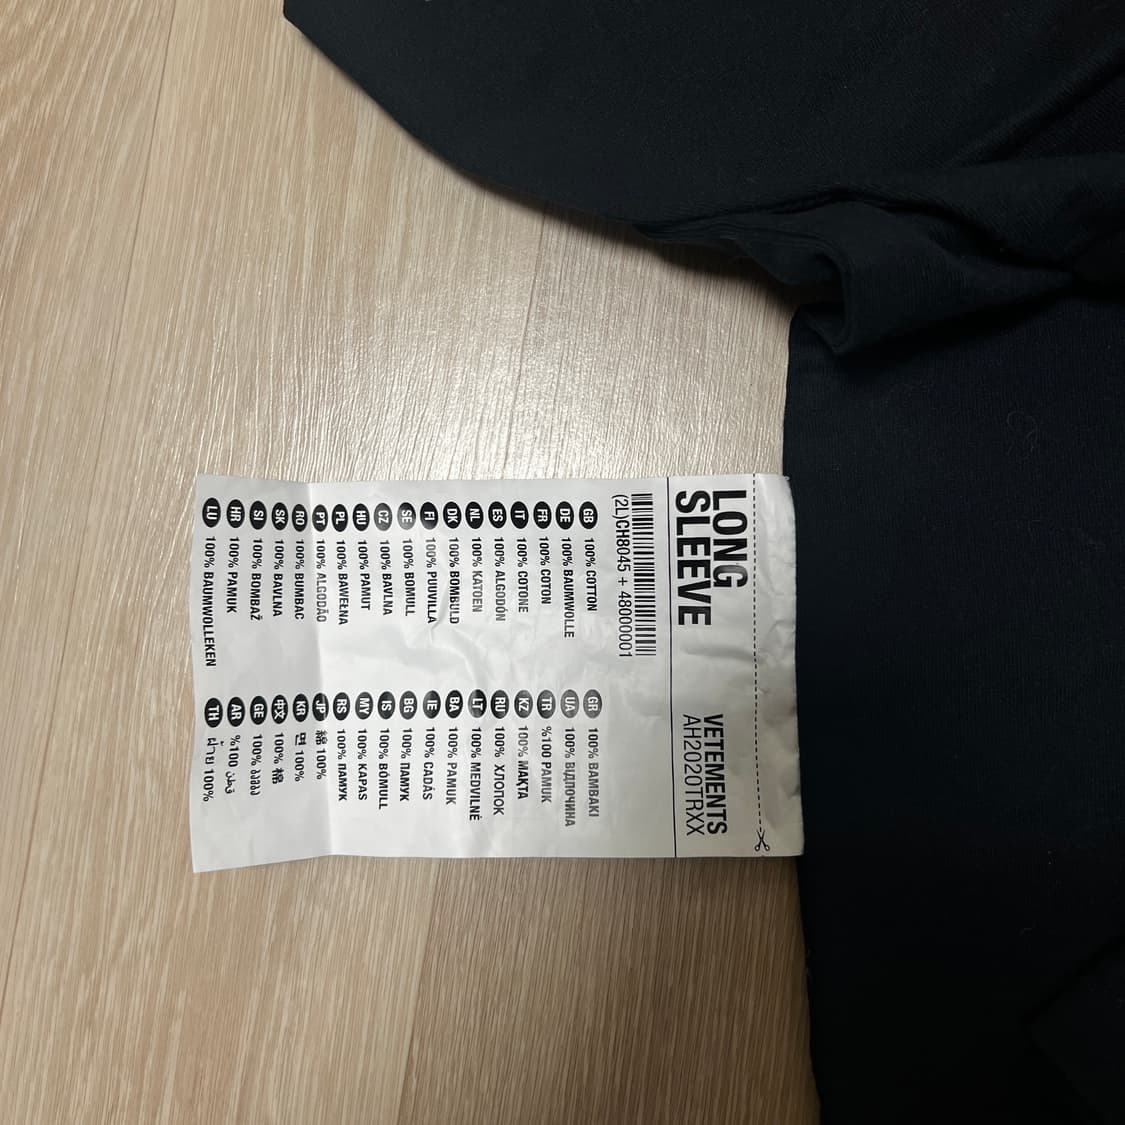 LONG
SLEEVE
VETEMENTS
AH2020TRXX
(2L)CH8045 + 48000001
GB 100% COTTON
DE 100% BAUMWOLLE
FR 100% COTON
IT 100% COTONE
ES 100% ALGODÓN
NL 100% KATOEN
DK 100% BOMBULD
FI 100% PUUVILLA
SE 100% BOMULL
CZ 100% BAVLNA
HU 100% PAMUT
PL 100% BAWEŁNA
PT 100% ALGODÃO
RO 100% BUMBAC
SK 100% BAVLNA
SI 100% BOMBAŽ
HR 100% PAMUK
LU 100% BAUMWOLLEKEN
GR 100% BAMBAKI
UA 100% ВІДПОЧИНА
TR %100 PAMUK
KZ 100% МАҚТА
RU 100% ХЛОПОК
LT 100% MEDVILNĖ
BA 100% PAMUK
IE 100% CADÁS
BG 100% ПАМУК
IS 100% BÓMULL
MY 100% KAPAS
RS 100% ПАМУК
JP 綿 100%
KR 면 100%
中文 100% 棉
GE 100% ბამბა
AR %100 قطن
TH ฝ้าย 100%